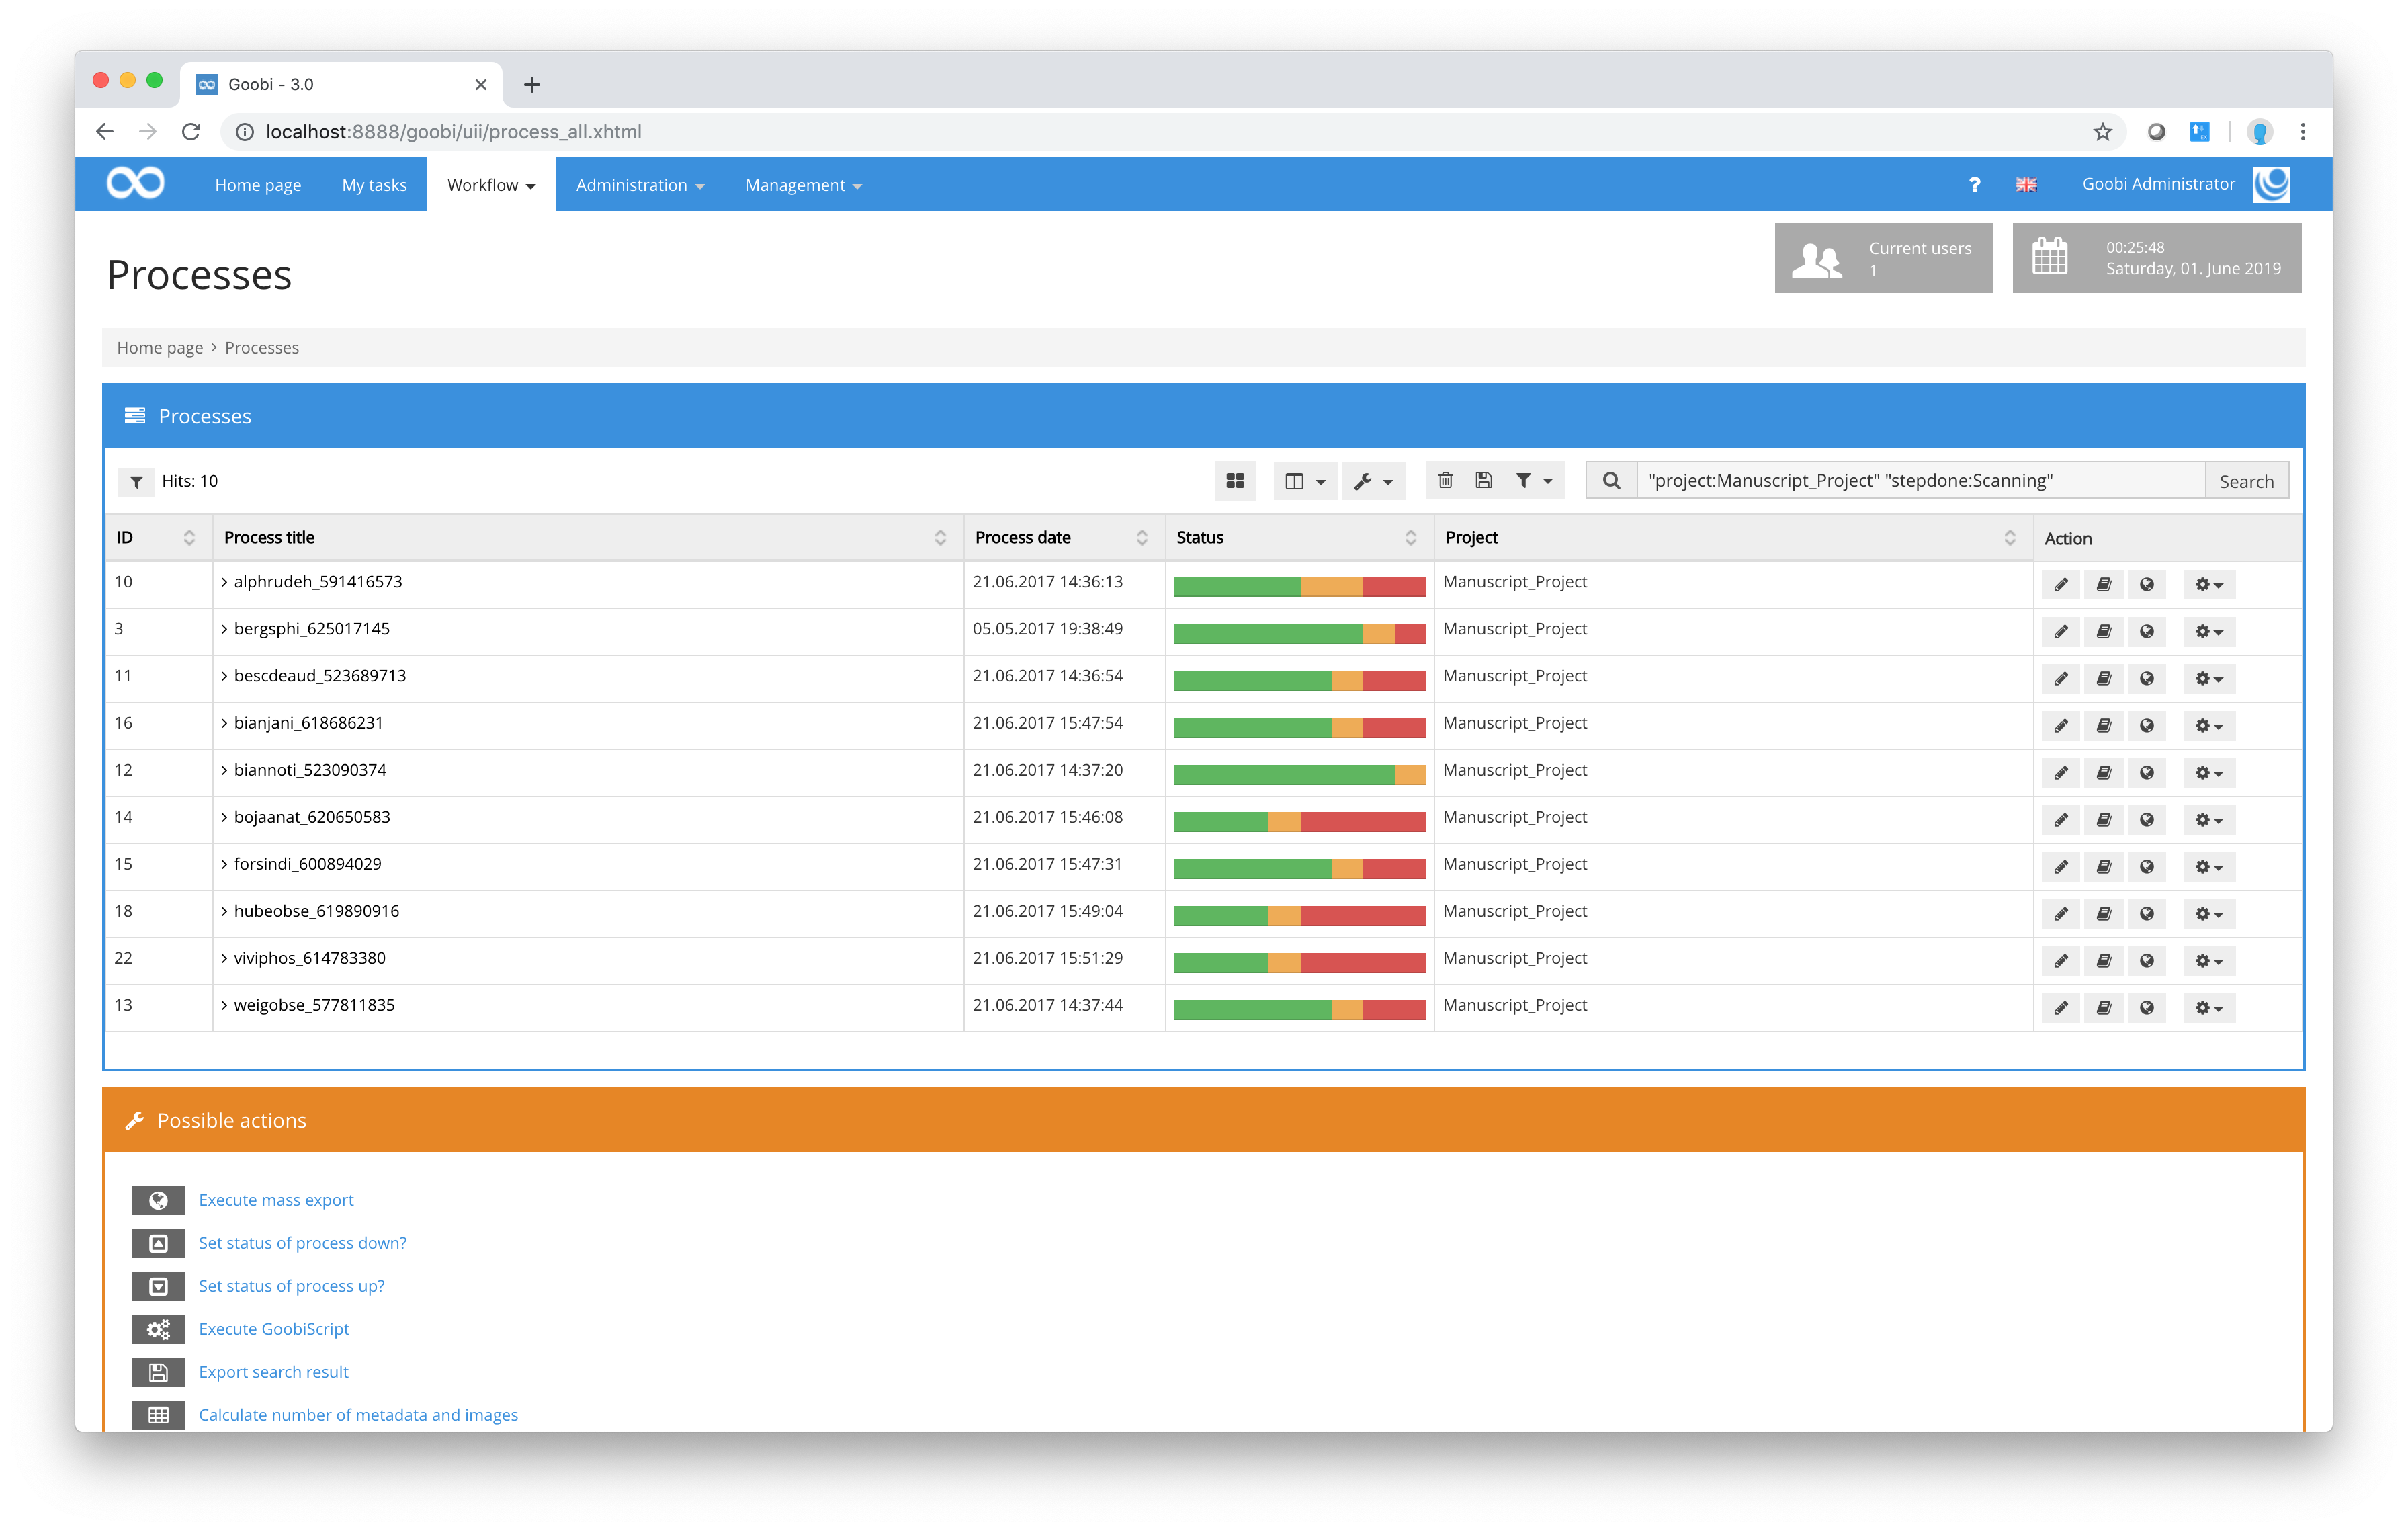 Goobi - 3.0
localhost:8888/goobi/uii/process_all.xhtml
Home page My tasks Workflow Administration Management ? Goobi Administrator
Processes
Current users
1
00:25:48
Saturday, 01. June 2019
Home page > Processes
Processes
Hits: 10
"project:Manuscript_Project" "stepdone:Scanning" Search
ID Process title Process date Status Project Action
10 alphrudeh_591416573 21.06.2017 14:36:13 Manuscript_Project
3 bergsphi_625017145 05.05.2017 19:38:49 Manuscript_Project
11 bescdeaud_523689713 21.06.2017 14:36:54 Manuscript_Project
16 bianjani_618686231 21.06.2017 15:47:54 Manuscript_Project
12 biannoti_523090374 21.06.2017 14:37:20 Manuscript_Project
14 bojaanat_620650583 21.06.2017 15:46:08 Manuscript_Project
15 forsindi_600894029 21.06.2017 15:47:31 Manuscript_Project
18 hubeobse_619890916 21.06.2017 15:49:04 Manuscript_Project
22 viviphos_614783380 21.06.2017 15:51:29 Manuscript_Project
13 weigobse_577811835 21.06.2017 14:37:44 Manuscript_Project
Possible actions
Execute mass export
Set status of process down?
Set status of process up?
Execute GoobiScript
Export search result
Calculate number of metadata and images